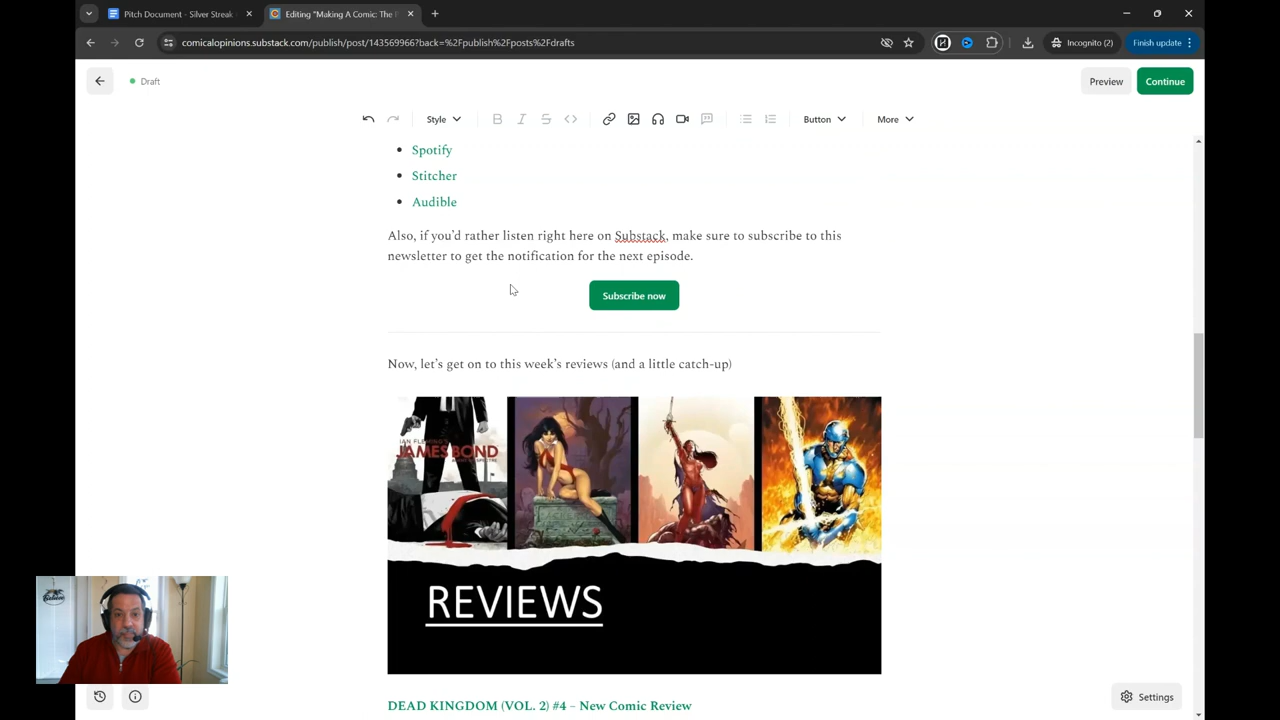 Pitch Document - Silver Streak
Editing "Making A Comic: The F
comicalopinions.substack.com/publish/post/143569966?back=%2Fpublish%2Fposts%2Fdrafts
Incognito (2)
Finish update
Draft
Preview
Continue
Style
Button
More
Spotify
Stitcher
Audible
Also, if you’d rather listen right here on Substack, make sure to subscribe to this
newsletter to get the notification for the next episode.
Subscribe now
Now, let’s get on to this week’s reviews (and a little catch-up)
IAN FLEMING'S
JAMES BOND
REVIEWS
DEAD KINGDOM (VOL. 2) #4 – New Comic Review
Settings